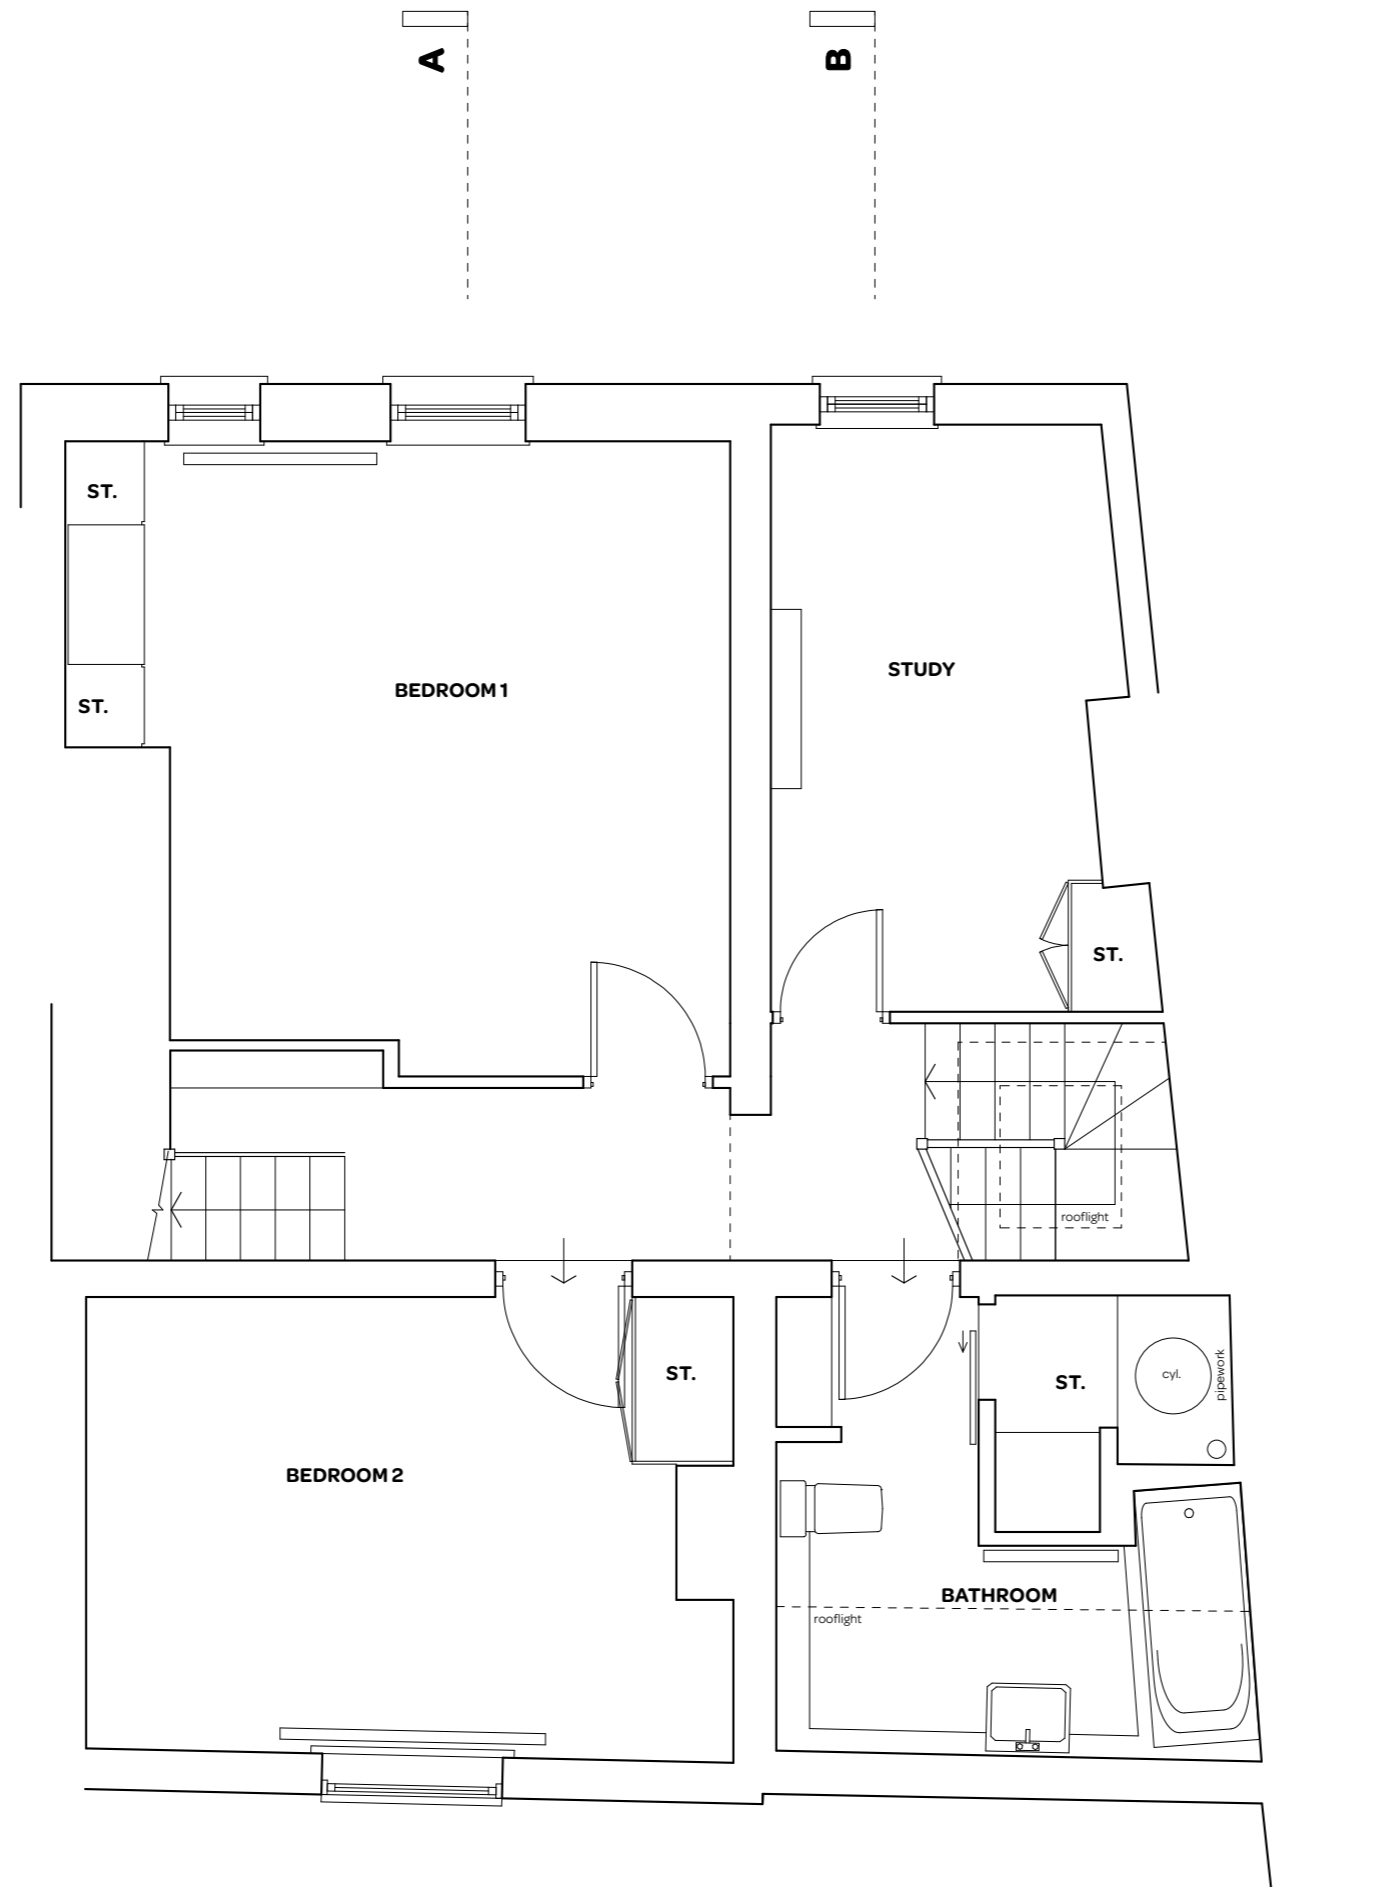 A
B
ST.
STUDY
BEDROOM 1
ST.
ST.
rooflight
ST.
ST.
cyl.
pipework
BEDROOM 2
BATHROOM
rooflight